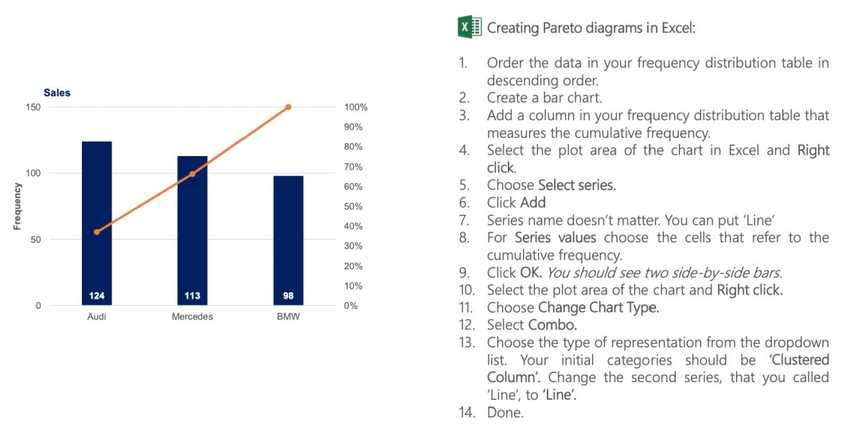 Sales
150
100
50
0
Frequency
100%
90%
80%
70%
60%
50%
40%
30%
20%
10%
0%
124
113
98
Audi
Mercedes
BMW
X
Creating Pareto diagrams in Excel:
1. Order the data in your frequency distribution table in
descending order.
2. Create a bar chart.
3. Add a column in your frequency distribution table that
measures the cumulative frequency.
4. Select the plot area of the chart in Excel and Right
click.
5. Choose Select series.
6. Click Add
7. Series name doesn’t matter. You can put ‘Line’
8. For Series values choose the cells that refer to the
cumulative frequency.
9. Click OK. You should see two side-by-side bars.
10. Select the plot area of the chart and Right click.
11. Choose Change Chart Type.
12. Select Combo.
13. Choose the type of representation from the dropdown
list. Your initial categories should be ‘Clustered
Column’. Change the second series, that you called
‘Line’, to ‘Line’.
14. Done.